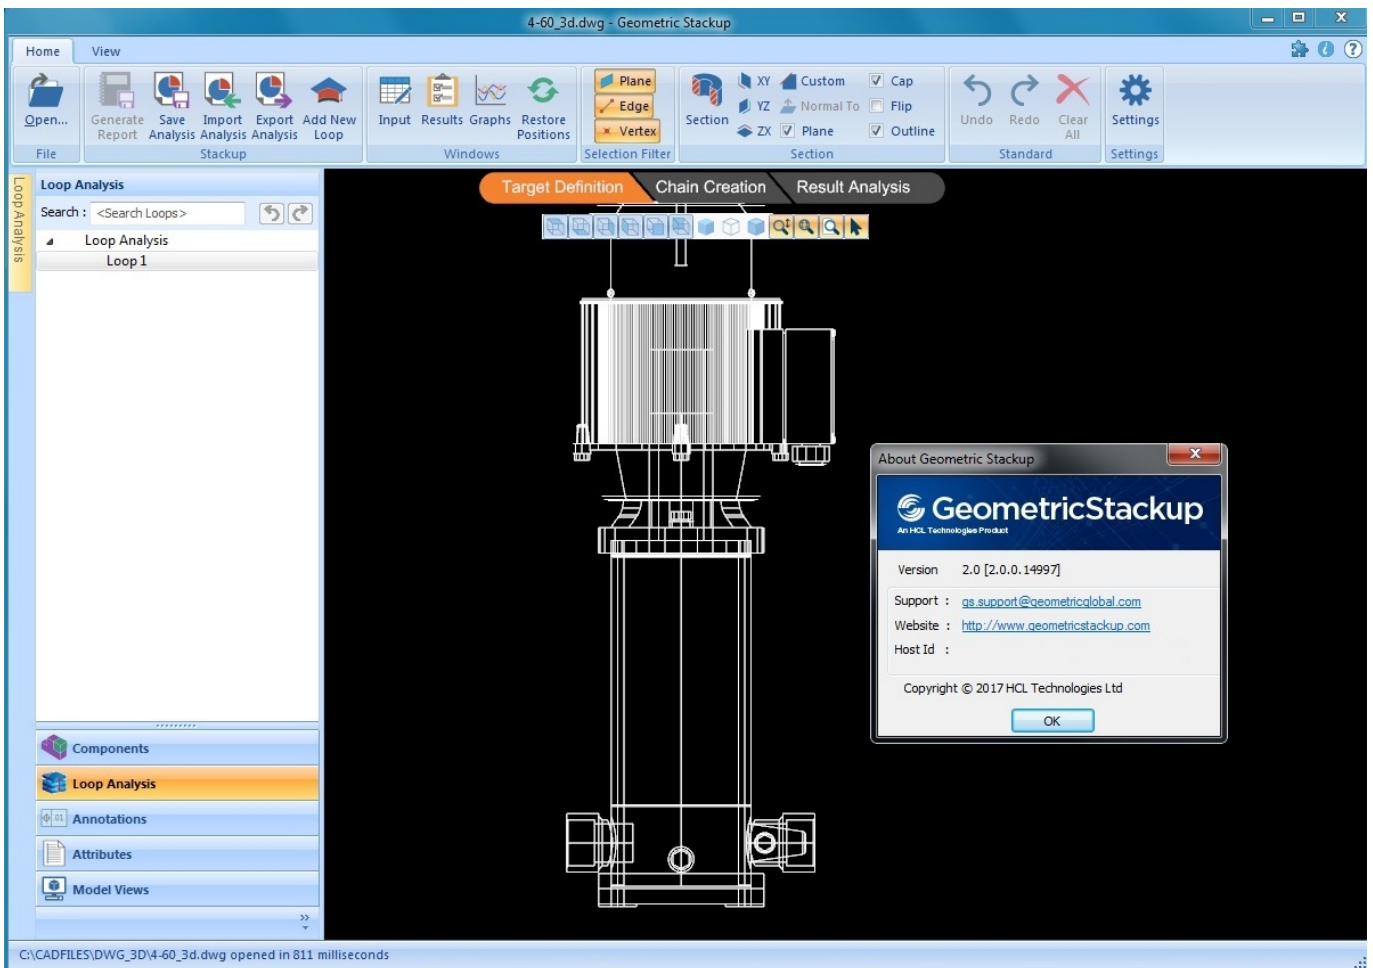 4-60_3d.dwg - Geometric Stackup
Home View
Open...
Generate Report
Save Analysis
Import Analysis
Export Analysis
Add New Loop
Input Results Graphs
Restore Positions
Plane
Edge
Vertex
Section
XY Custom Cap
YZ Normal To Flip
ZX Plane Outline
Undo Redo
Clear All
Settings
File Stackup Windows Selection Filter Section Standard Settings
Loop Analysis
Loop Analysis
Search : <Search Loops>
Loop Analysis
Loop 1
Target Definition Chain Creation Result Analysis
About Geometric Stackup
GeometricStackup
An HCL Technologies Product
Version 2.0 [2.0.0.14997]
Support : gs.support@geometricglobal.com
Website : http://www.geometricstackup.com
Host Id :
Copyright © 2017 HCL Technologies Ltd
OK
Components
Loop Analysis
.01
Annotations
Attributes
Model Views
C:\CADFILES\DWG_3D\4-60_3d.dwg opened in 811 milliseconds